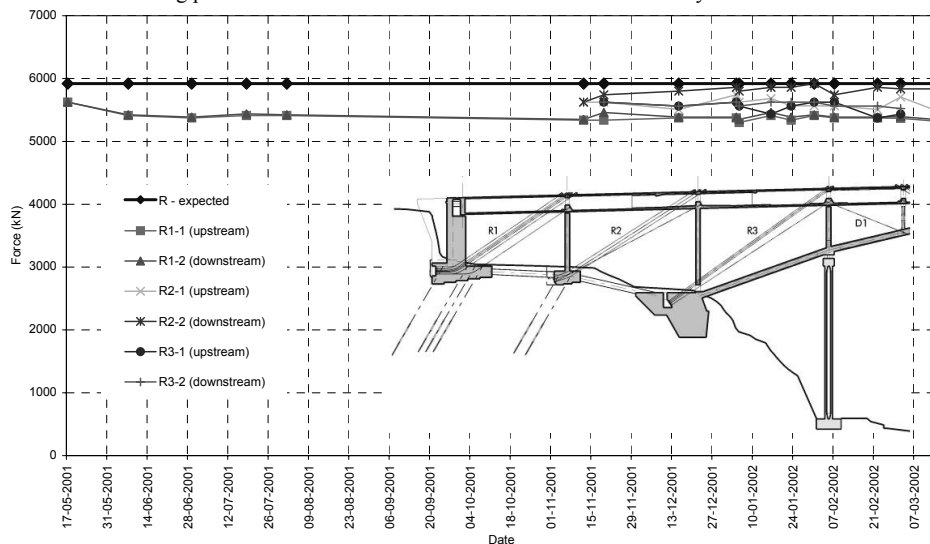 7000
6000
5000
4000
3000
2000
1000
0
Force (kN)
R - expected
R1-1 (upstream)
R1-2 (downstream)
R2-1 (upstream)
R2-2 (downstream)
R3-1 (upstream)
R3-2 (downstream)
R1
R2
R3
D1
17-05-2001
31-05-2001
14-06-2001
28-06-2001
12-07-2001
26-07-2001
09-08-2001
23-08-2001
06-09-2001
20-09-2001
04-10-2001
18-10-2001
01-11-2001
15-11-2001
29-11-2001
13-12-2001
27-12-2001
10-01-2002
24-01-2002
07-02-2002
21-02-2002
07-03-2002
Date